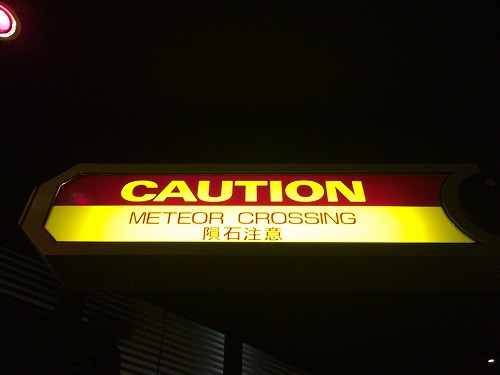 CAUTION
METEOR CROSSING
隕石注意